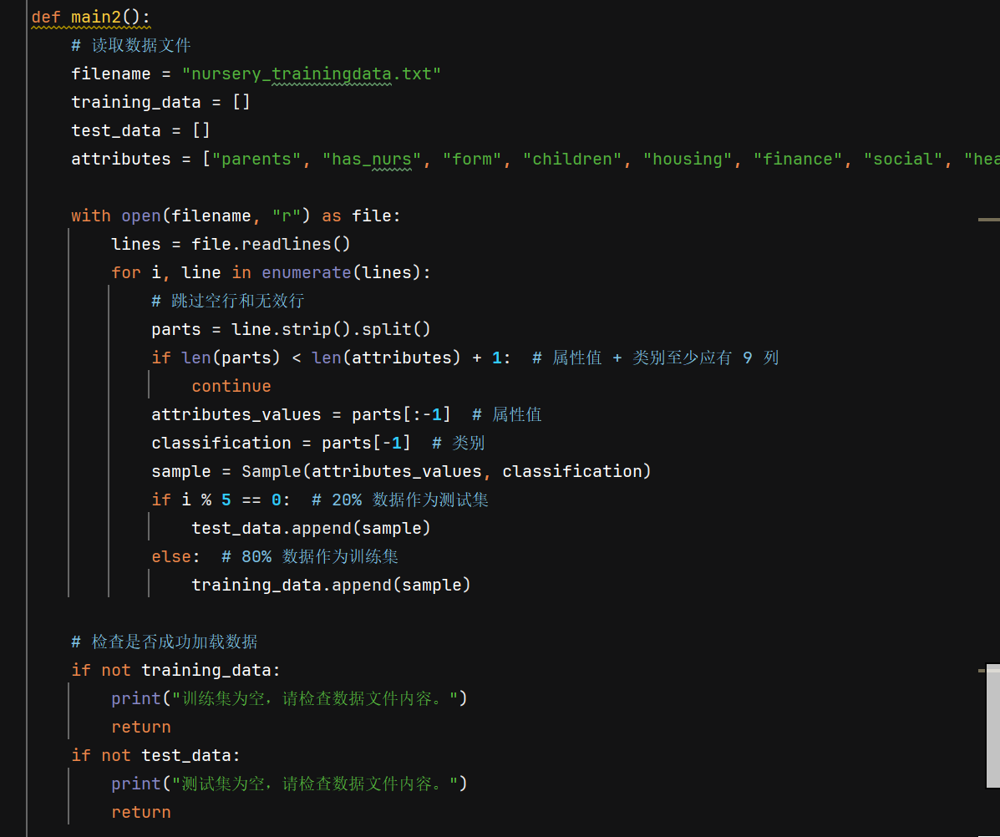 def main2():
# 读取数据文件
filename = "nursery_trainingdata.txt"
training_data = []
test_data = []
attributes = ["parents", "has_nurs", "form", "children", "housing", "finance", "social", "hea
with open(filename, "r") as file:
lines = file.readlines()
for i, line in enumerate(lines):
# 跳过空行和无效行
parts = line.strip().split()
if len(parts) < len(attributes) + 1:  # 属性值 + 类别至少应有 9 列
continue
attributes_values = parts[:-1]  # 属性值
classification = parts[-1]  # 类别
sample = Sample(attributes_values, classification)
if i % 5 == 0:  # 20% 数据作为测试集
test_data.append(sample)
else:  # 80% 数据作为训练集
training_data.append(sample)
# 检查是否成功加载数据
if not training_data:
print("训练集为空，请检查数据文件内容。")
return
if not test_data:
print("测试集为空，请检查数据文件内容。")
return